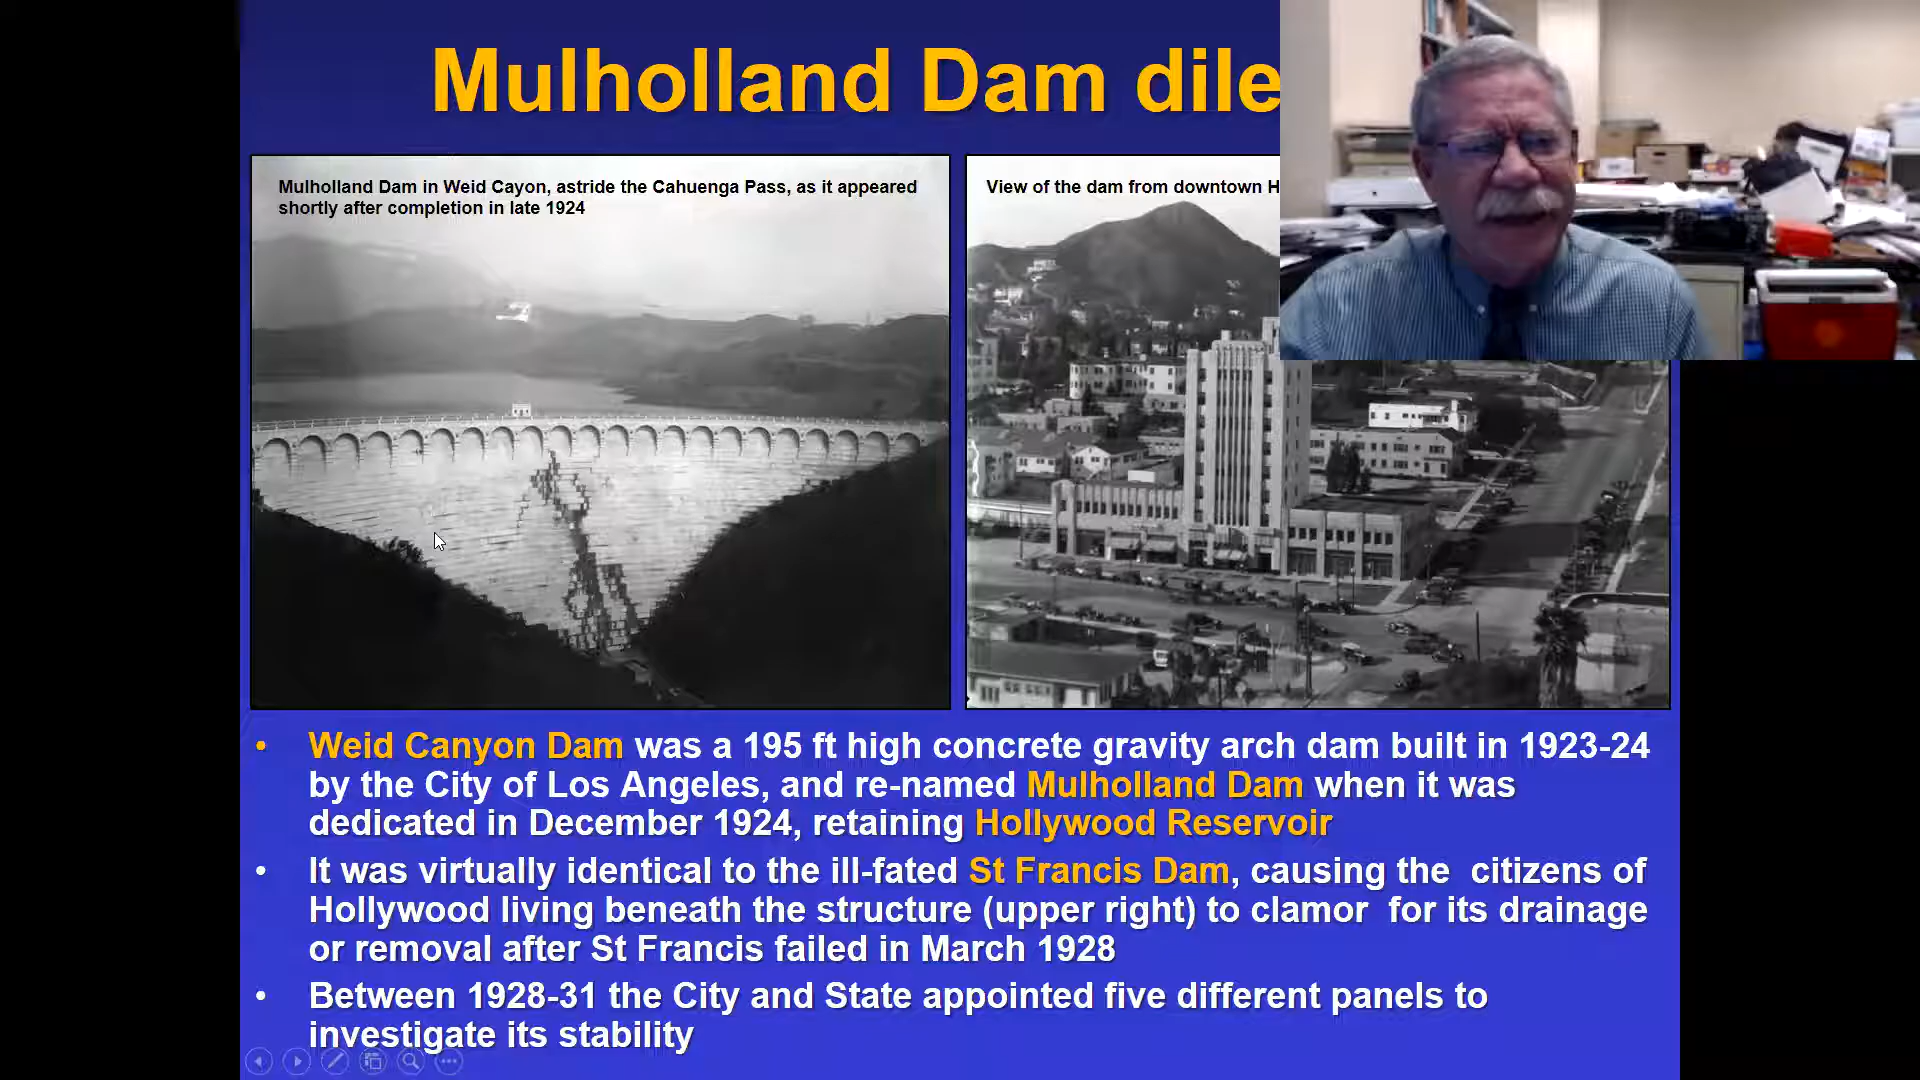 Mulholland Dam dile
Mulholland Dam in Weid Cayon, astride the Cahuenga Pass, as it appeared
shortly after completion in late 1924
View of the dam from downtown H
• Weid Canyon Dam was a 195 ft high concrete gravity arch dam built in 1923-24
by the City of Los Angeles, and re-named Mulholland Dam when it was
dedicated in December 1924, retaining Hollywood Reservoir
• It was virtually identical to the ill-fated St Francis Dam, causing the citizens of
Hollywood living beneath the structure (upper right) to clamor for its drainage
or removal after St Francis failed in March 1928
• Between 1928-31 the City and State appointed five different panels to
investigate its stability